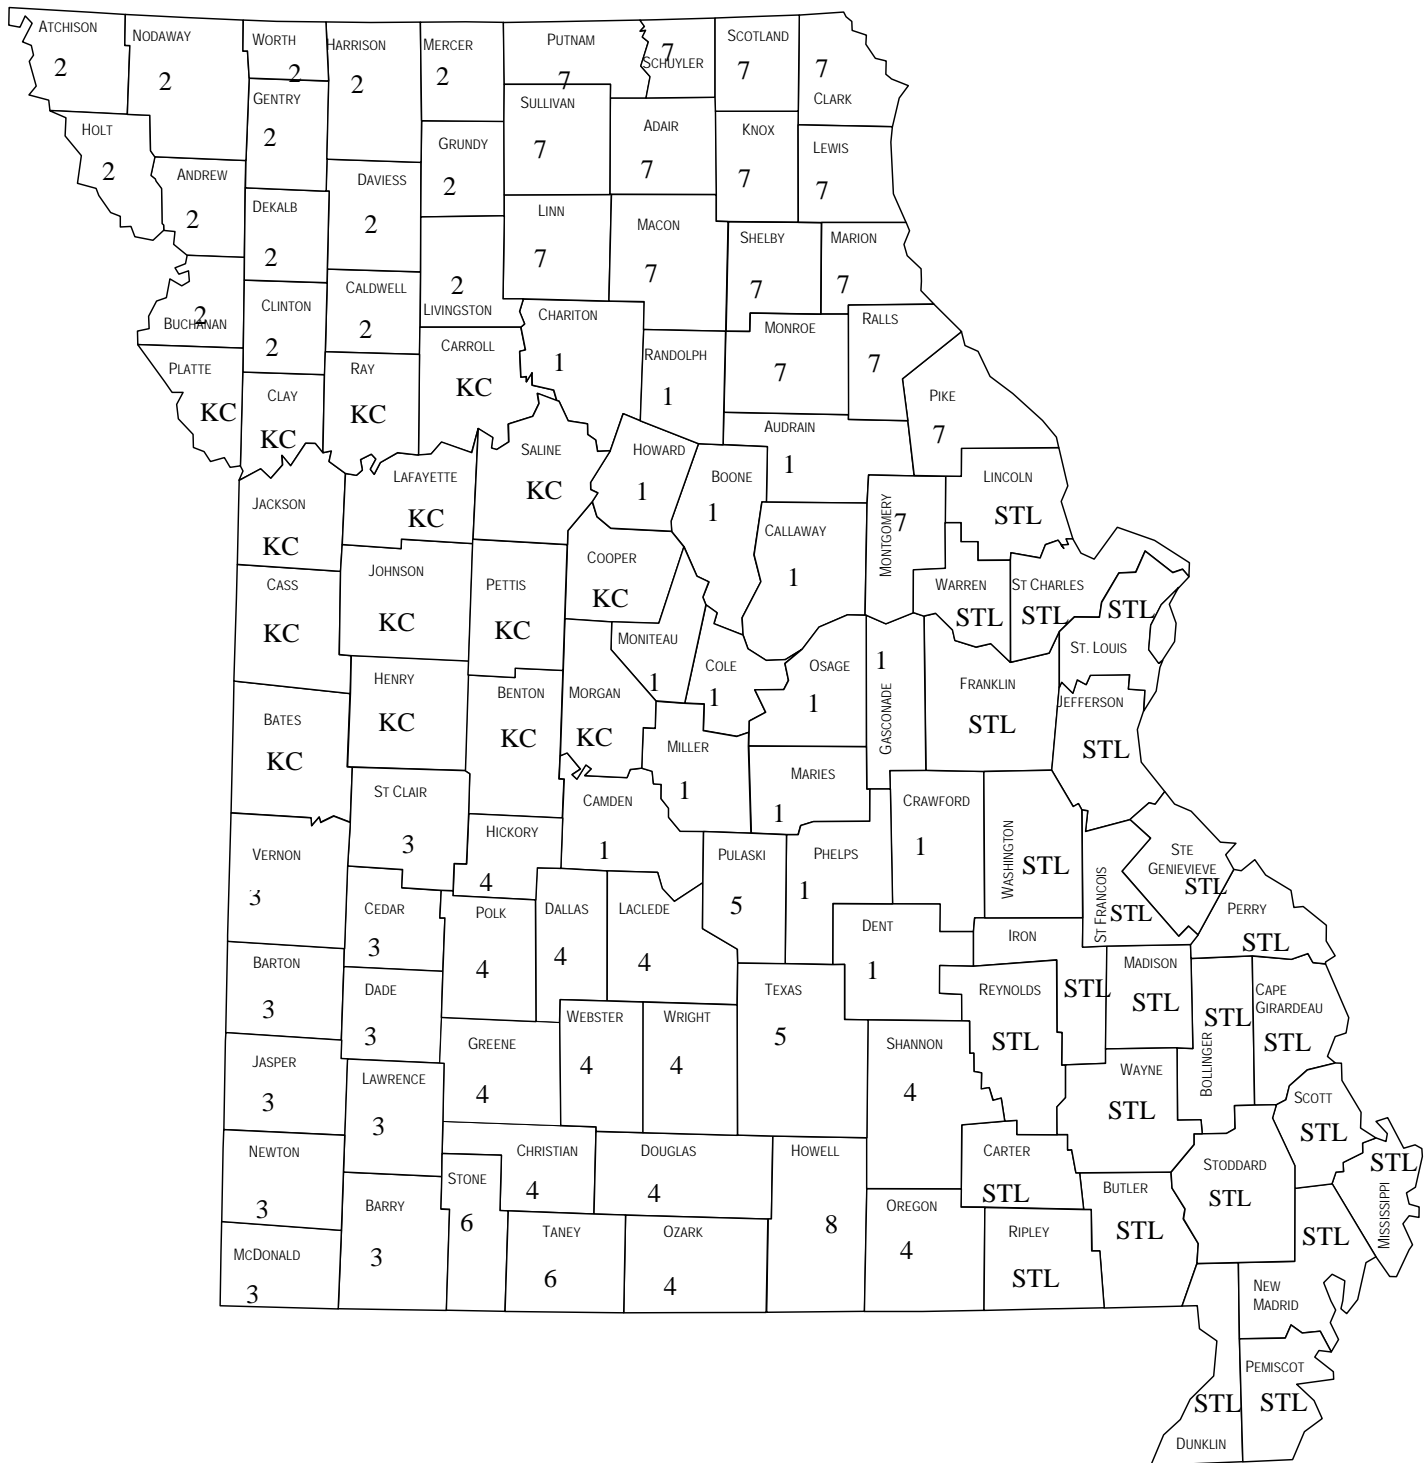 ATCHISON
2
NODAWAY
2
WORTH
2
HARRISON
2
MERCER
2
PUTNAM
7
SCHUYLER
7
SCOTLAND
7
CLARK
7
HOLT
2
ANDREW
2
GENTRY
2
DEKALB
2
DAVIESS
2
GRUNDY
2
SULLIVAN
7
ADAIR
7
KNOX
7
LEWIS
7
LINN
7
MACON
7
SHELBY
7
MARION
7
BUCHANAN
2
CLINTON
2
CALDWELL
2
LIVINGSTON
2
CHARITON
1
RANDOLPH
1
MONROE
7
RALLS
7
PIKE
7
PLATTE
KC
CLAY
KC
RAY
KC
CARROLL
KC
SALINE
KC
HOWARD
1
BOONE
1
AUDRAIN
1
LINCOLN
STL
JACKSON
KC
LAFAYETTE
KC
COOPER
KC
CALLAWAY
1
MONTGOMERY
7
WARREN
STL
ST CHARLES
STL
STL
ST. LOUIS
CASS
KC
JOHNSON
KC
PETTIS
KC
MONITEAU
1
COLE
1
OSAGE
1
GASCONADE
1
FRANKLIN
STL
JEFFERSON
STL
BATES
KC
HENRY
KC
BENTON
KC
MORGAN
KC
MILLER
1
MARIES
1
CRAWFORD
1
WASHINGTON
STL
ST FRANCOIS
STL
STE
GENIEVIEVE
STL
PERRY
STL
VERNON
3
ST CLAIR
3
HICKORY
4
CAMDEN
1
PULASKI
5
PHELPS
1
DENT
1
IRON
STL
MADISON
STL
BOLLINGER
STL
CAPE
GIRARDEAU
STL
CEDAR
3
POLK
4
DALLAS
4
LACLEDE
4
BARTON
3
DADE
3
GREENE
4
WEBSTER
4
WRIGHT
4
TEXAS
5
SHANNON
4
REYNOLDS
STL
WAYNE
STL
SCOTT
STL
MISSISSIPPI
STL
JASPER
3
LAWRENCE
3
NEWTON
3
STONE
6
CHRISTIAN
4
DOUGLAS
4
HOWELL
8
OREGON
4
CARTER
STL
BUTLER
STL
STODDARD
STL
MCDONALD
3
BARRY
3
TANEY
6
OZARK
4
RIPLEY
STL
STL
NEW
MADRID
DUNKLIN
STL
PEMISCOT
STL